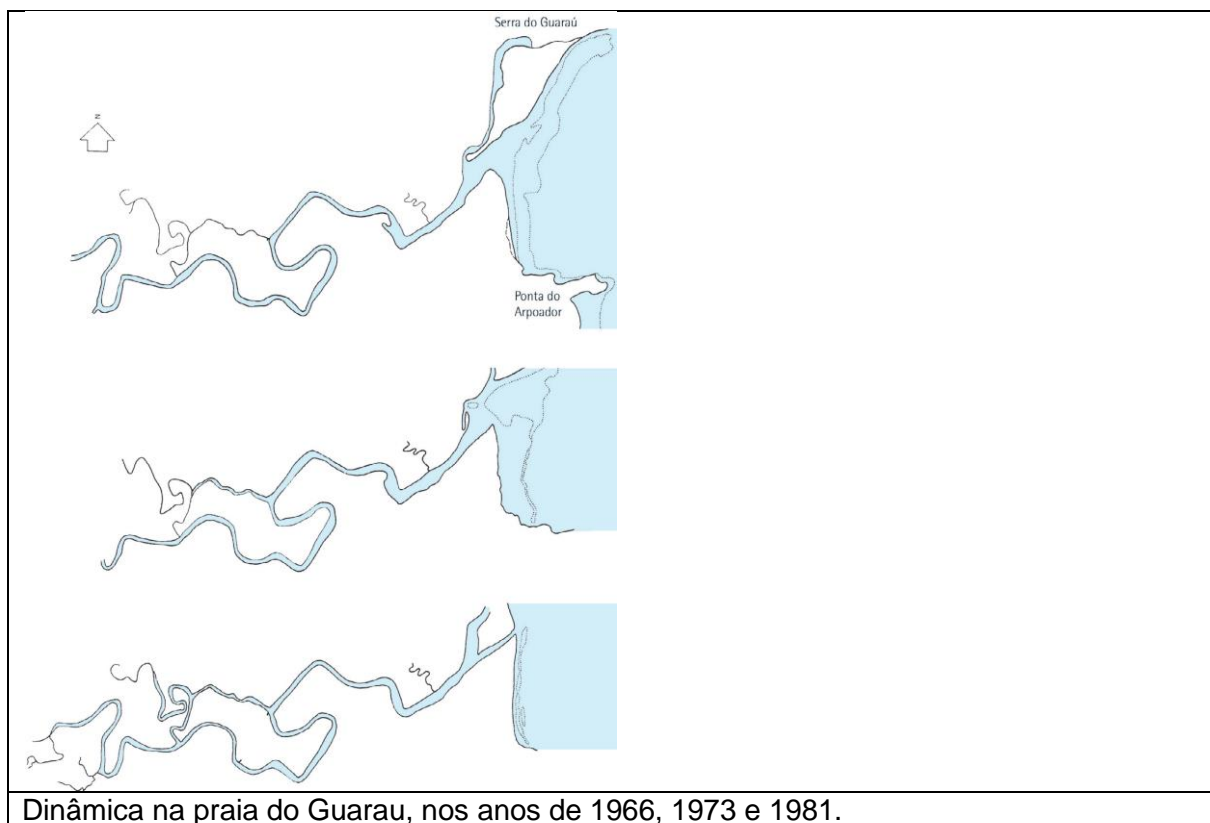 Serra do Guaraú
N
Ponta do
Arpoador
Dinâmica na praia do Guarau, nos anos de 1966, 1973 e 1981.